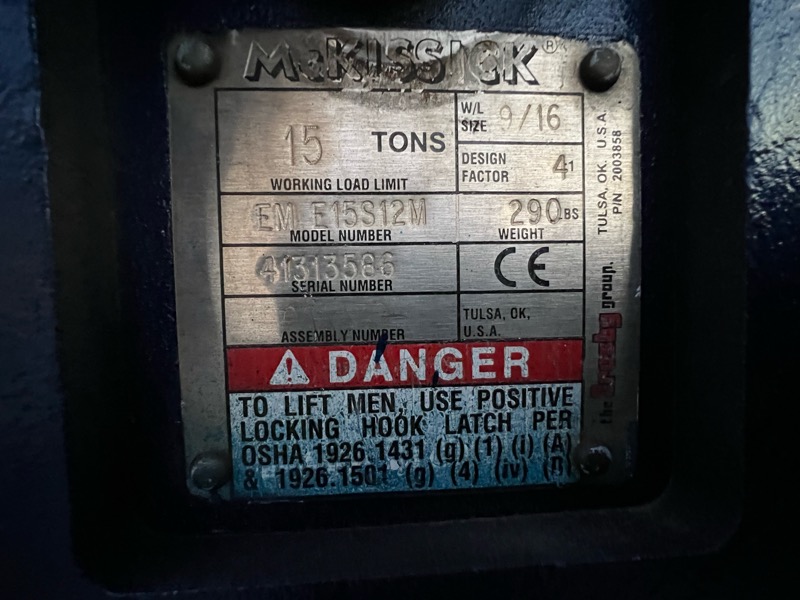 McKISSICK®
15 TONS
WORKING LOAD LIMIT
W/L
SIZE 9/16
DESIGN
FACTOR 41
EM E15S12M
MODEL NUMBER
290 LBS
WEIGHT
41313586
SERIAL NUMBER
CE
ASSEMBLY NUMBER
TULSA, OK,
U.S.A.
⚠ DANGER
TO LIFT MEN, USE POSITIVE
LOCKING HOOK LATCH PER
OSHA 1926.1431 (g) (1) (i) (A)
& 1926.1501 (g) (4) (iv) (B)
the Crosby group.
TULSA, OK. U.S.A.
P/N 2003858